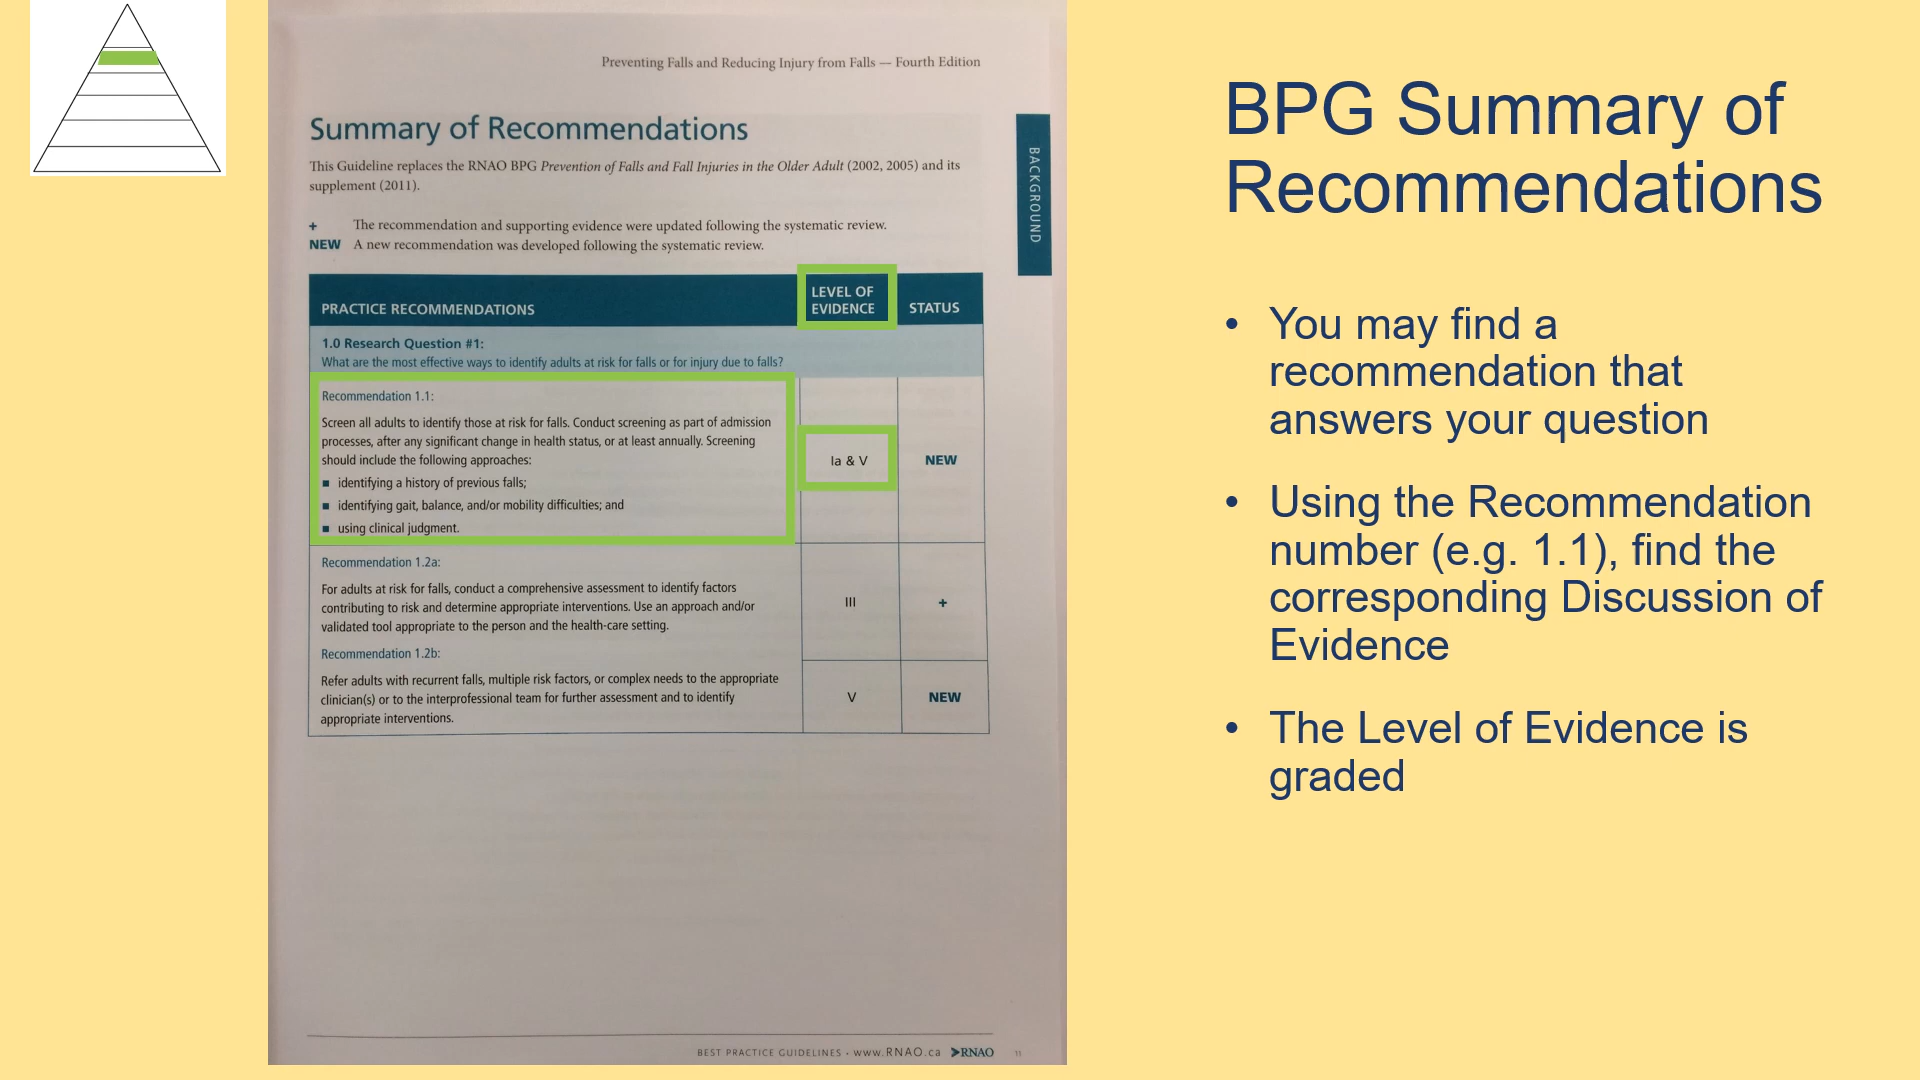 Preventing Falls and Reducing Injury from Falls — Fourth Edition
Summary of Recommendations
This Guideline replaces the RNAO BPG Prevention of Falls and Fall Injuries in the Older Adult (2002, 2005) and its
supplement (2011).
+ The recommendation and supporting evidence were updated following the systematic review.
NEW A new recommendation was developed following the systematic review.
BACKGROUND
PRACTICE RECOMMENDATIONS
LEVEL OF
EVIDENCE
STATUS
1.0 Research Question #1:
What are the most effective ways to identify adults at risk for falls or for injury due to falls?
Recommendation 1.1:
Screen all adults to identify those at risk for falls. Conduct screening as part of admission
processes, after any significant change in health status, or at least annually. Screening
should include the following approaches:
■ identifying a history of previous falls;
■ identifying gait, balance, and/or mobility difficulties; and
■ using clinical judgment.
Ia & V
NEW
Recommendation 1.2a:
For adults at risk for falls, conduct a comprehensive assessment to identify factors
contributing to risk and determine appropriate interventions. Use an approach and/or
validated tool appropriate to the person and the health-care setting.
III
+
Recommendation 1.2b:
Refer adults with recurrent falls, multiple risk factors, or complex needs to the appropriate
clinician(s) or to the interprofessional team for further assessment and to identify
appropriate interventions.
V
NEW
BEST PRACTICE GUIDELINES • www.RNAO.ca RNAO 11
BPG Summary of
Recommendations
• You may find a
recommendation that
answers your question
• Using the Recommendation
number (e.g. 1.1), find the
corresponding Discussion of
Evidence
• The Level of Evidence is
graded